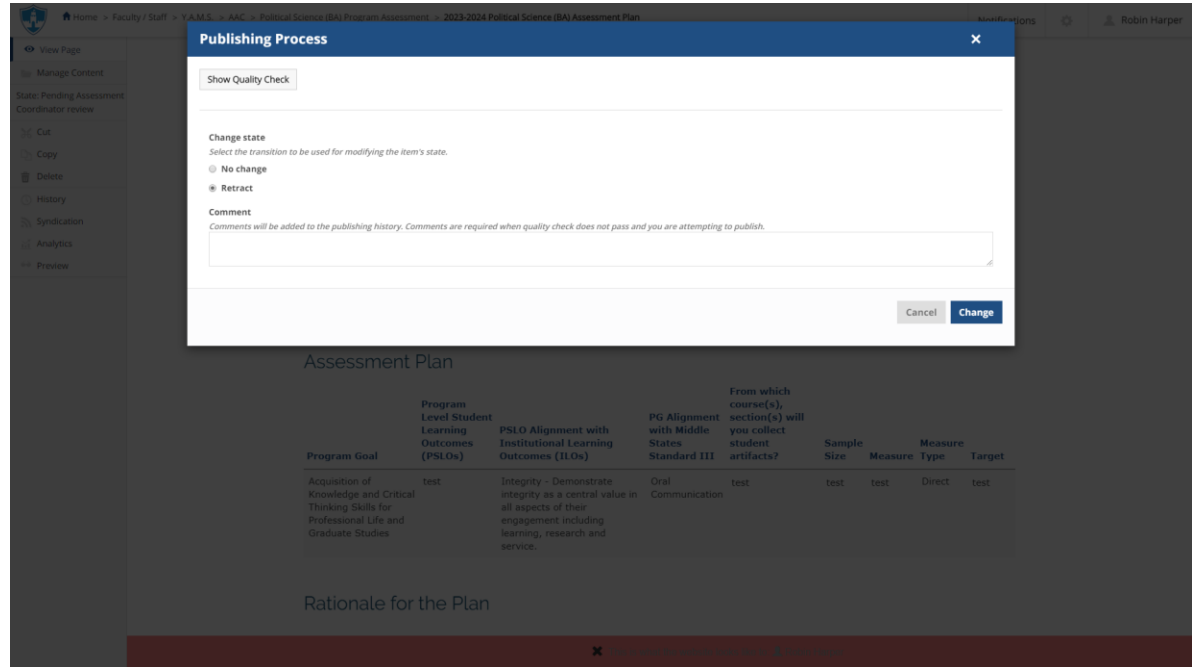 Home » Faculty / Staff » Y.A.M.S. » AAC » Political Science (BA) Program Assessment » 2023-2024 Political Science (BA) Assessment Plan
Notifications
Robin Harper
View Page
Manage Content
State: Pending Assessment
Coordinator review
Cut
Copy
Delete
History
Syndication
Analytics
Preview
Publishing Process
Show Quality Check
Change state
Select the transition to be used for modifying the item's state.
No change
Retract
Comment
Comments will be added to the publishing history. Comments are required when quality check does not pass and you are attempting to publish.
Cancel Change
Assessment Plan
Program Goal
Program
Level Student
Learning
Outcomes
(PSLOs)
PSLO Alignment with
Institutional Learning
Outcomes (ILOs)
PG Alignment
with Middle
States
Standard III
From which
course(s),
section(s) will
you collect
student
artifacts?
Sample
Size
Measure
Measure
Type
Target
Acquisition of
Knowledge and Critical
Thinking Skills for
Professional Life and
Graduate Studies
test
Integrity - Demonstrate
integrity as a central value in
all aspects of their
engagement including
learning, research and
service.
Oral
Communication
test
test
test
Direct
test
Rationale for the Plan